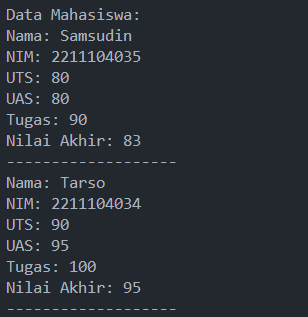 Data Mahasiswa:
Nama: Samsudin
NIM: 2211104035
UTS: 80
UAS: 80
Tugas: 90
Nilai Akhir: 83
-------------------
Nama: Tarso
NIM: 2211104034
UTS: 90
UAS: 95
Tugas: 100
Nilai Akhir: 95
-------------------